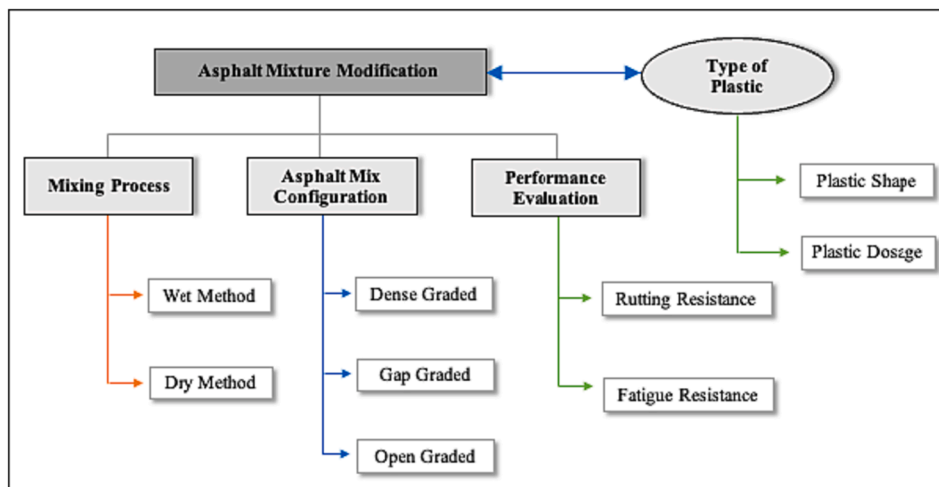 Asphalt Mixture Modification
Type of
Plastic
Mixing Process
Asphalt Mix
Configuration
Performance
Evaluation
Plastic Shape
Plastic Dosage
Wet Method
Dry Method
Dense Graded
Gap Graded
Open Graded
Rutting Resistance
Fatigue Resistance